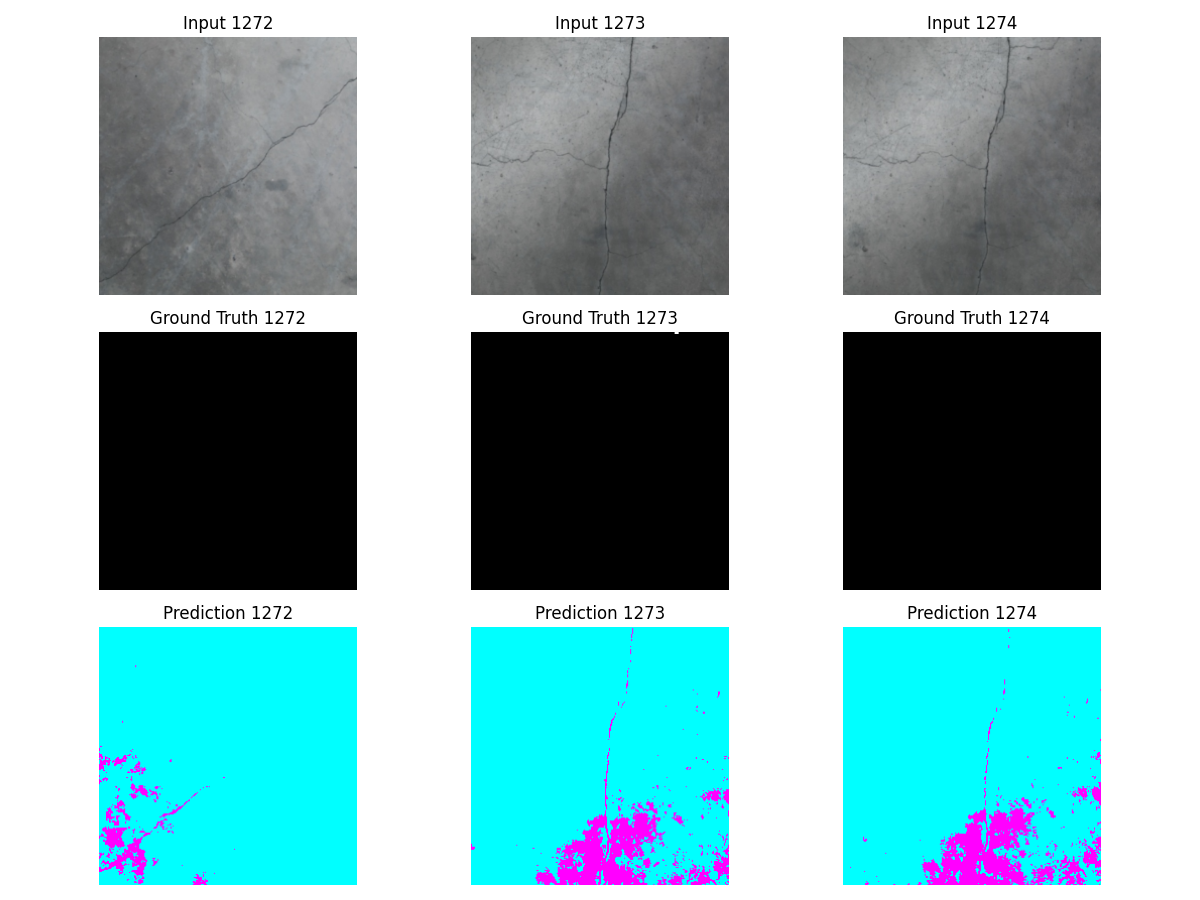 Input 1272
Input 1273
Input 1274
Ground Truth 1272
Ground Truth 1273
Ground Truth 1274
Prediction 1272
Prediction 1273
Prediction 1274